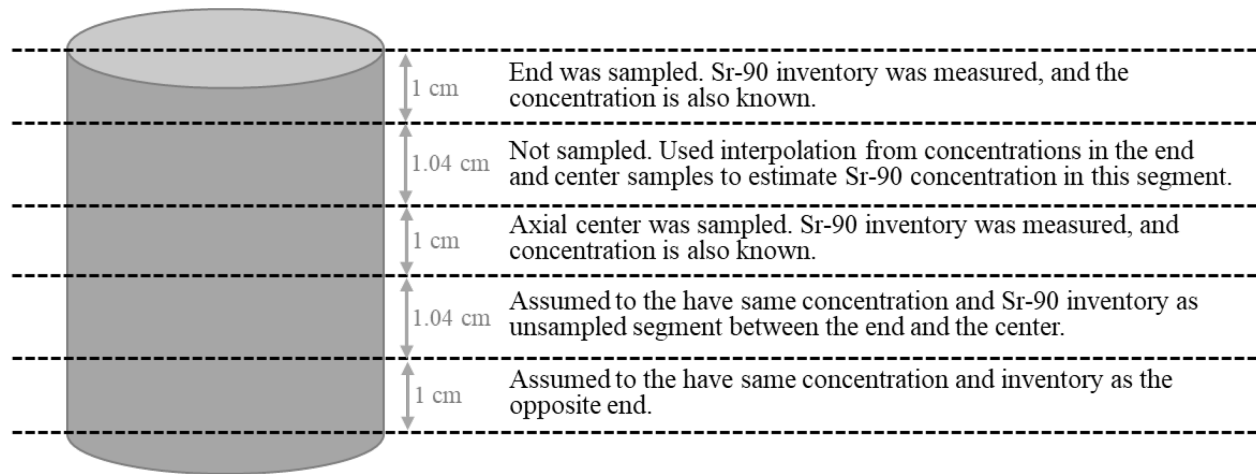 1 cm
End was sampled. Sr-90 inventory was measured, and the
concentration is also known.
1.04 cm
Not sampled. Used interpolation from concentrations in the end
and center samples to estimate Sr-90 concentration in this segment.
1 cm
Axial center was sampled. Sr-90 inventory was measured, and
concentration is also known.
1.04 cm
Assumed to the have same concentration and Sr-90 inventory as
unsampled segment between the end and the center.
1 cm
Assumed to the have same concentration and inventory as the
opposite end.